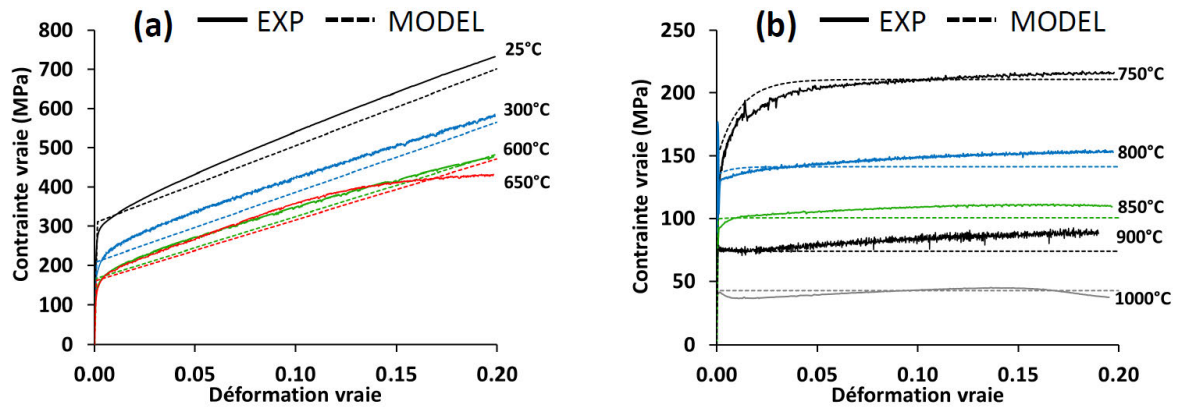 (a) EXP MODEL
Contrainte vraie (MPa)
800
700
600
500
400
300
200
100
0
25°C
300°C
600°C
650°C
0.00 0.05 0.10 0.15 0.20
Déformation vraie
(b) EXP MODEL
Contrainte vraie (MPa)
250
200
150
100
50
0
750°C
800°C
850°C
900°C
1000°C
0.00 0.05 0.10 0.15 0.20
Déformation vraie